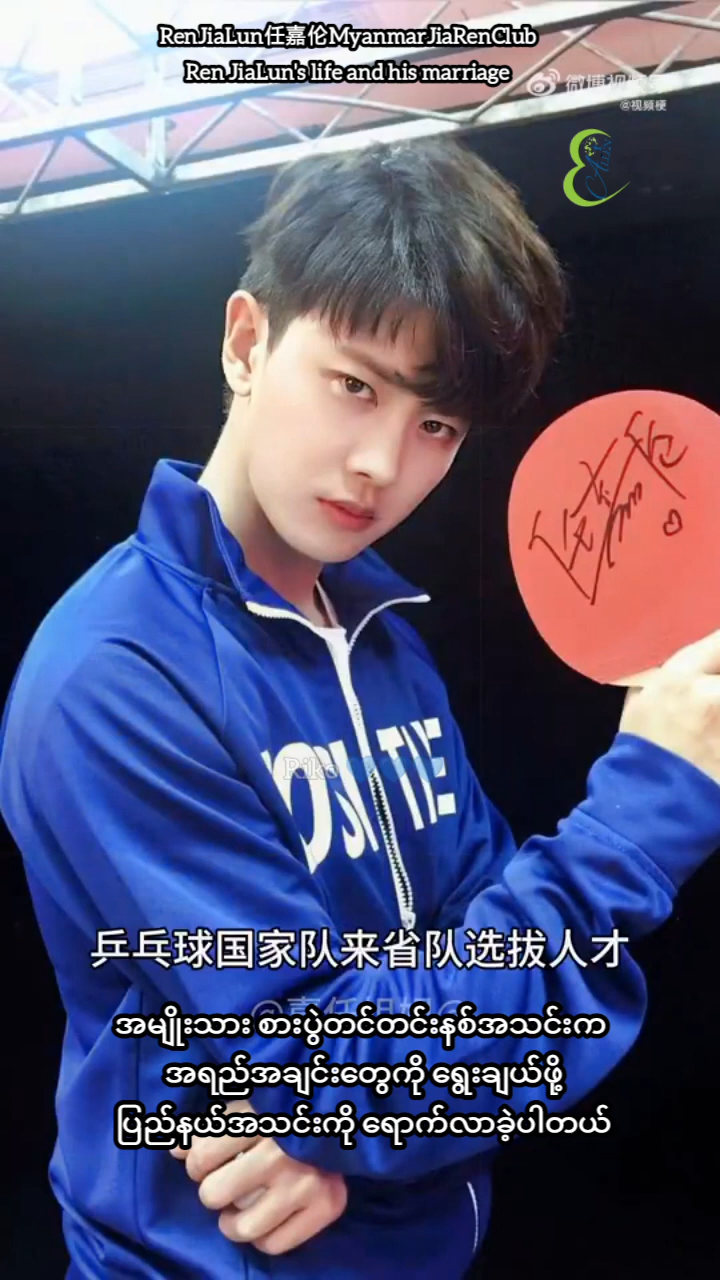 RenJiaLun任嘉伦MyanmarJiaRenClub
Ren JiaLun's life and his marriage
@视频梗
Riko
乒乓球国家队来省队选拔人才
အမျိုးသား စားပွဲတင်တင်းနစ်အသင်းက
အရည်အချင်းတွေကို ရွေးချယ်ဖို့
ပြည်နယ်အသင်းကို ရောက်လာခဲ့ပါတယ်